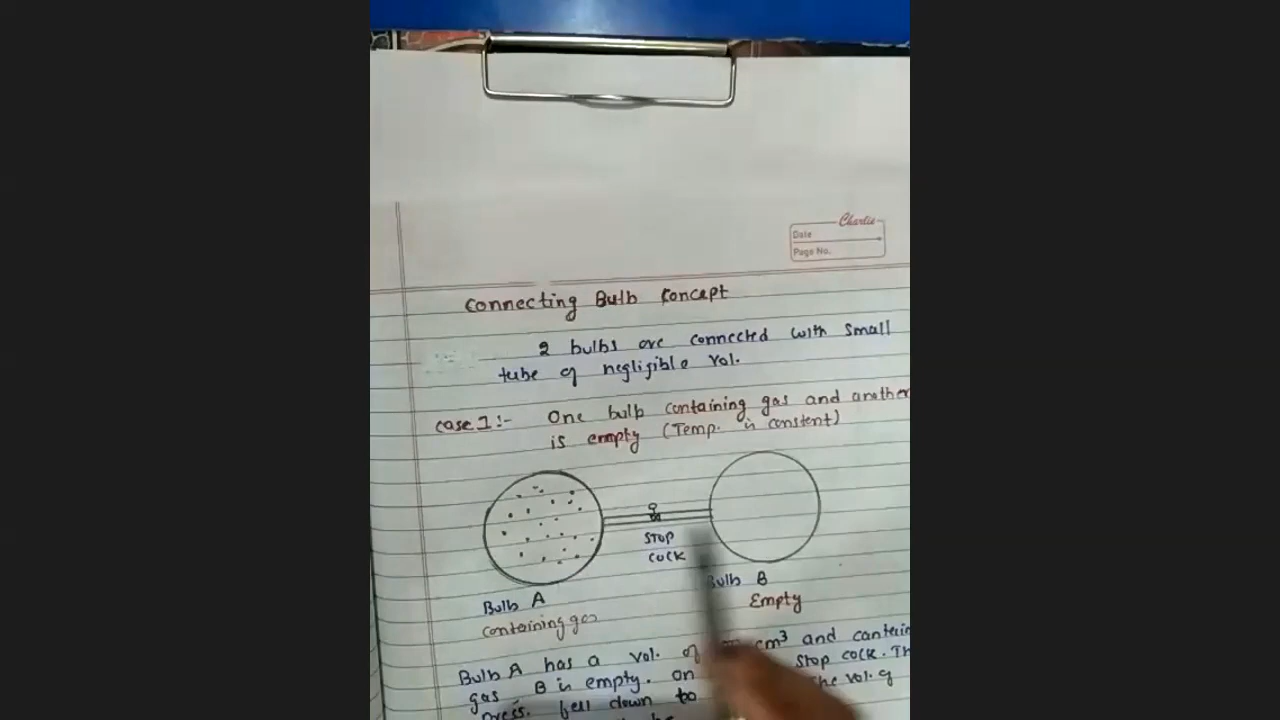 Charlie
Date
Page No.
Connecting Bulb Concept
2 bulbs are connected with small
tube of negligible vol.
case 1:- One bulb containing gas and another
is empty (Temp. is constent)
STOP
COCK
Bulb A
containing gas
Bulb B
Empty
Bulb A has a vol. of cm³ and
gas, B is empty. on stop cock.
press. fell down to the vol. of